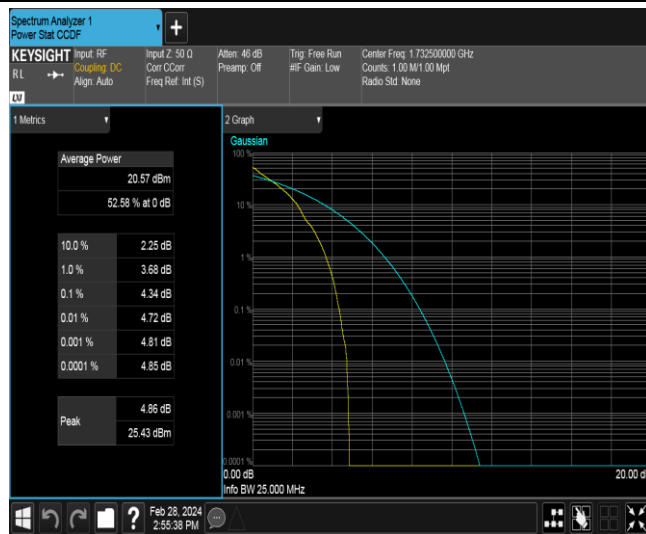 Spectrum Analyzer 1
Power Stat CCDF
+
KEYSIGHT
RL
Input: RF
Coupling: DC
Align: Auto
Input Z: 50 Ω
Corr CCorr
Freq Ref: Int (S)
Atten: 46 dB
Preamp: Off
Trig: Free Run
#IF Gain: Low
Center Freq: 1.732500000 GHz
Counts: 1.00 M/1.00 Mpt
Radio Std: None
LXI
1 Metrics
Average Power
20.57 dBm
52.58 % at 0 dB
10.0 % 2.25 dB
1.0 % 3.68 dB
0.1 % 4.34 dB
0.01 % 4.72 dB
0.001 % 4.81 dB
0.0001 % 4.85 dB
Peak
4.86 dB
25.43 dBm
2 Graph
Gaussian
100 %
10 %
1 %
0.1 %
0.01 %
0.001 %
0.0001 %
0.00 dB
20.00 d
Info BW 25.000 MHz
?
Feb 28, 2024
2:55:38 PM